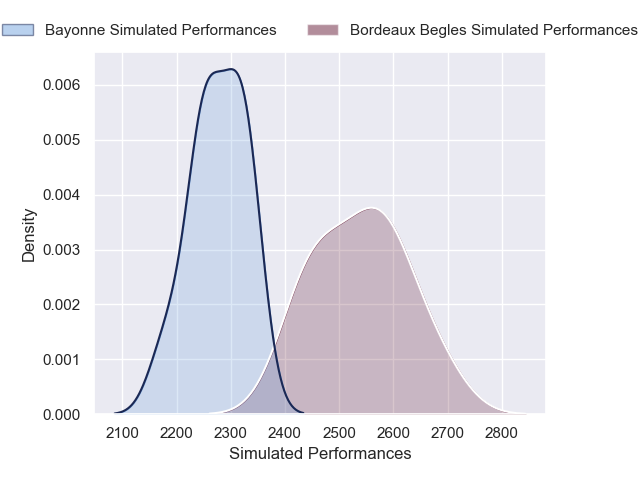 Bayonne Simulated Performances
Bordeaux Begles Simulated Performances
0.006
0.005
0.004
0.003
0.002
0.001
0.000
Density
2100 2200 2300 2400 2500 2600 2700 2800
Simulated Performances